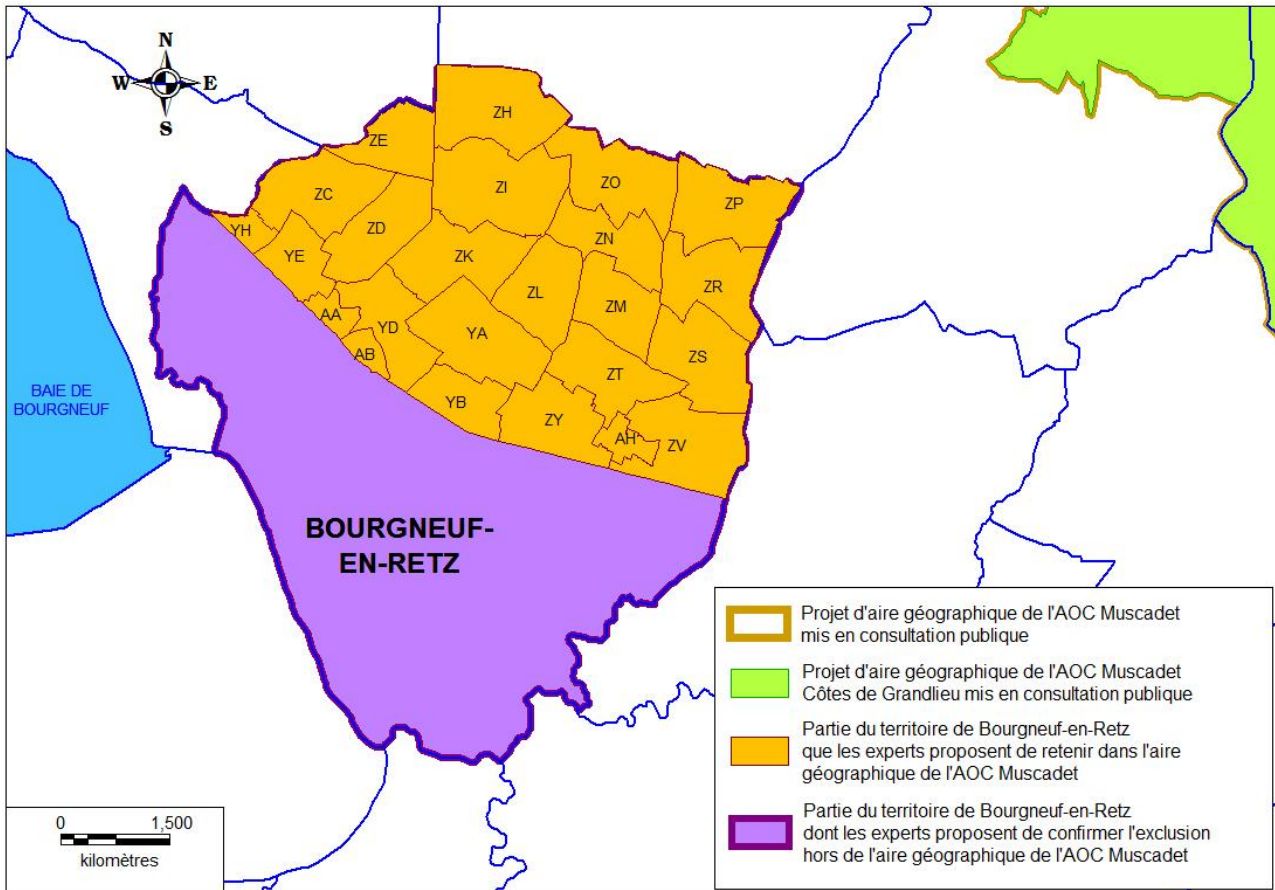 N
W E
S
ZH
ZE
ZO
ZI
ZP
ZC
ZD
YH
ZN
YE
ZK
ZL
ZR
ZM
AA
YD
YA
AB
ZS
ZT
YB
ZY
AH
ZV
BAIE DE
BOURGNEUF
BOURGNEUF-
EN-RETZ
Projet d'aire géographique de l'AOC Muscadet
mis en consultation publique
Projet d'aire géographique de l'AOC Muscadet
Côtes de Grandlieu mis en consultation publique
Partie du territoire de Bourgneuf-en-Retz
que les experts proposent de retenir dans l'aire
géographique de l'AOC Muscadet
Partie du territoire de Bourgneuf-en-Retz
dont les experts proposent de confirmer l'exclusion
hors de l'aire géographique de l'AOC Muscadet
0 1,500
kilomètres